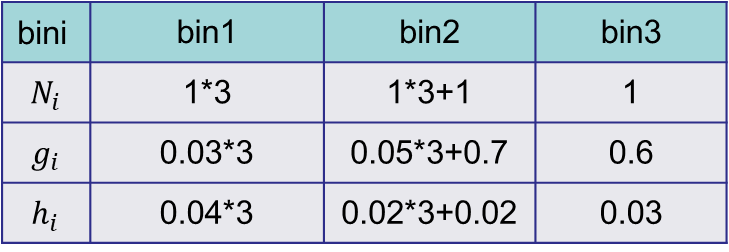 bini bin1 bin2 bin3
N_i 1*3 1*3+1 1
g_i 0.03*3 0.05*3+0.7 0.6
h_i 0.04*3 0.02*3+0.02 0.03